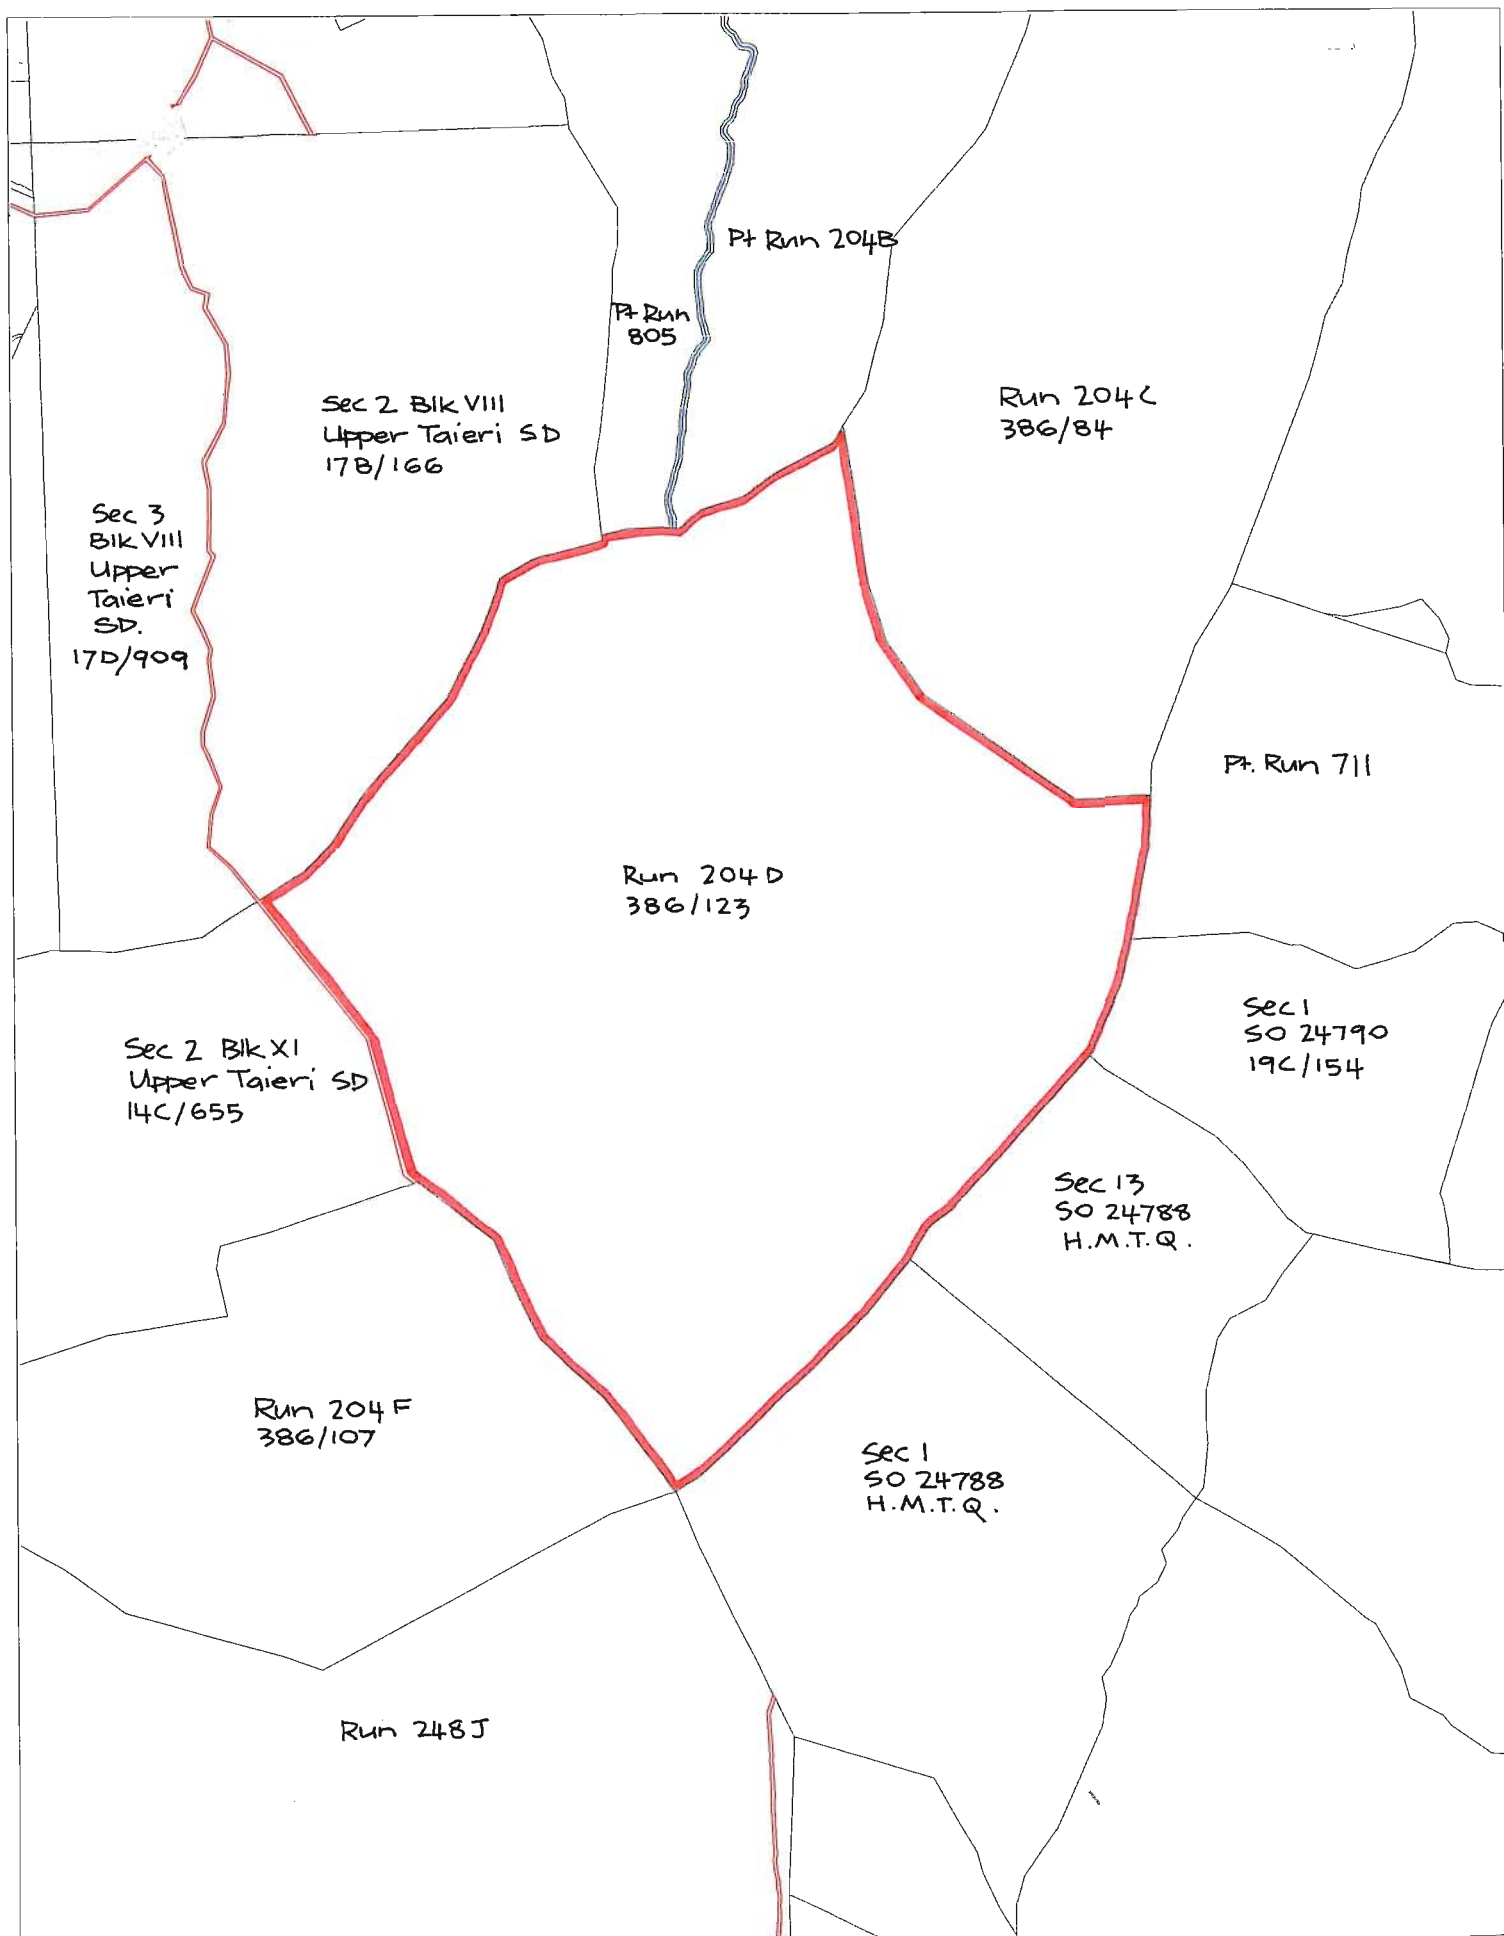 Pt Run 204B
Pt Run
805
Run 204C
386/84
Sec 2 Blk VIII
Upper Taieri SD
17B/166
Sec 3
Blk VIII
Upper
Taieri
SD.
17D/909
Pt. Run 711
Run 204D
386/123
Sec 1
SO 24790
19C/154
Sec 2 Blk XI
Upper Taieri SD
14C/655
Sec 13
SO 24788
H.M.T.Q.
Run 204F
386/107
Sec 1
SO 24788
H.M.T.Q.
Run 248J